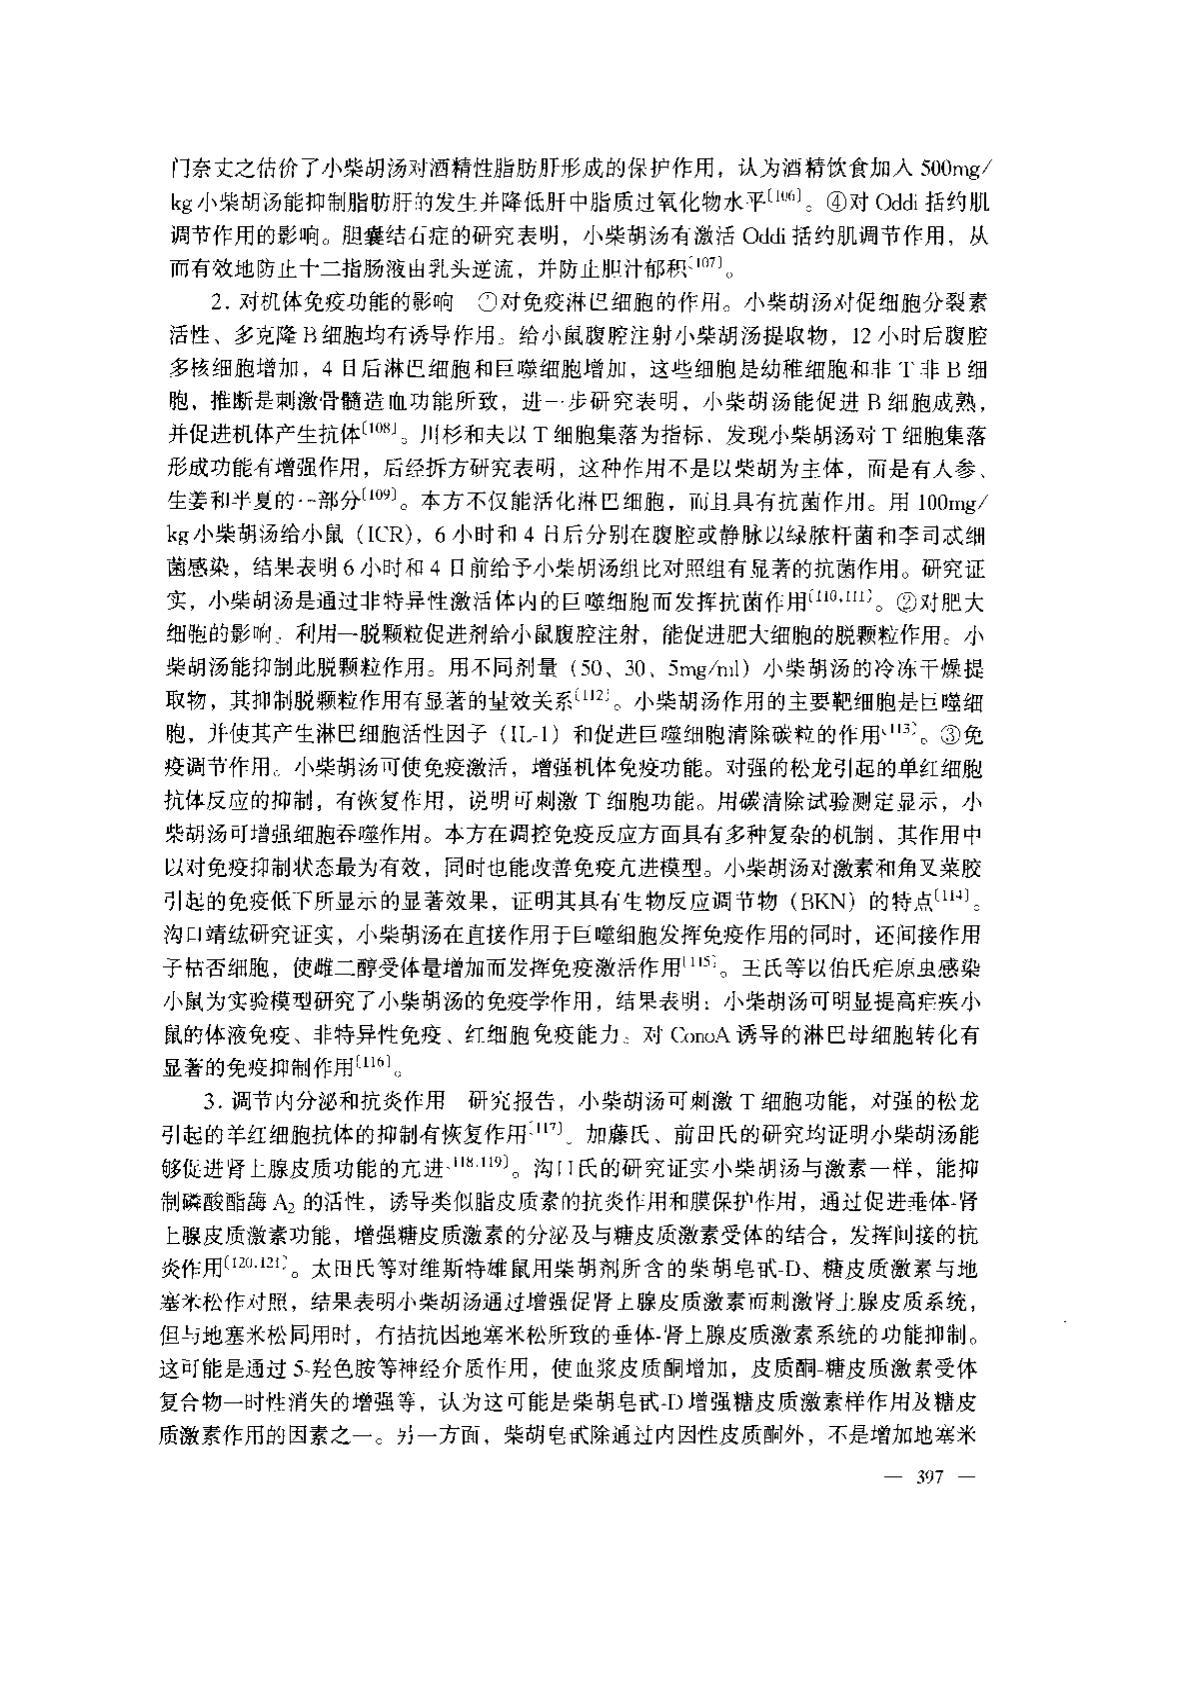 门奈丈之估价了小柴胡汤对酒精性脂肪肝形成的保护作用，认为酒精饮食加入 500mg/
kg 小柴胡汤能抑制脂肪肝的发生并降低肝中脂质过氧化物水平〔106〕。④对 Oddi 括约肌
调节作用的影响。胆囊结石症的研究表明，小柴胡汤有激活 Oddi 括约肌调节作用，从
而有效地防止十二指肠液由乳头逆流，并防止胆汁郁积〔107〕。
2. 对机体免疫功能的影响　①对免疫淋巴细胞的作用。小柴胡汤对促细胞分裂素
活性、多克隆 B 细胞均有诱导作用。给小鼠腹腔注射小柴胡汤提取物，12 小时后腹腔
多核细胞增加，4 日后淋巴细胞和巨噬细胞增加，这些细胞是幼稚细胞和非 T 非 B 细
胞，推断是刺激骨髓造血功能所致，进一步研究表明，小柴胡汤能促进 B 细胞成熟，
并促进机体产生抗体〔108〕。川杉和夫以 T 细胞集落为指标，发现小柴胡汤对 T 细胞集落
形成功能有增强作用，后经拆方研究表明，这种作用不是以柴胡为主体，而是有人参、
生姜和半夏的一部分〔109〕。本方不仅能活化淋巴细胞，而且具有抗菌作用。用 100mg/
kg 小柴胡汤给小鼠（ICR），6 小时和 4 日后分别在腹腔或静脉以绿脓杆菌和李司忒细
菌感染，结果表明 6 小时和 4 日前给予小柴胡汤组比对照组有显著的抗菌作用。研究证
实，小柴胡汤是通过非特异性激活体内的巨噬细胞而发挥抗菌作用〔110,111〕。②对肥大
细胞的影响。利用一脱颗粒促进剂给小鼠腹腔注射，能促进肥大细胞的脱颗粒作用。小
柴胡汤能抑制此脱颗粒作用。用不同剂量（50、30、5mg/ml）小柴胡汤的冷冻干燥提
取物，其抑制脱颗粒作用有显著的量效关系〔112〕。小柴胡汤作用的主要靶细胞是巨噬细
胞，并使其产生淋巴细胞活性因子（IL-1）和促进巨噬细胞清除碳粒的作用〔113〕。③免
疫调节作用。小柴胡汤可使免疫激活，增强机体免疫功能。对强的松龙引起的单红细胞
抗体反应的抑制，有恢复作用，说明可刺激 T 细胞功能。用碳清除试验测定显示，小
柴胡汤可增强细胞吞噬作用。本方在调控免疫反应方面具有多种复杂的机制，其作用中
以对免疫抑制状态最为有效，同时也能改善免疫亢进模型。小柴胡汤对激素和角叉菜胶
引起的免疫低下所显示的显著效果，证明其具有生物反应调节物（BKN）的特点〔114〕。
沟口靖纮研究证实，小柴胡汤在直接作用于巨噬细胞发挥免疫作用的同时，还间接作用
子枯否细胞，使雌二醇受体量增加而发挥免疫激活作用〔115〕。王氏等以伯氏疟原虫感染
小鼠为实验模型研究了小柴胡汤的免疫学作用，结果表明：小柴胡汤可明显提高疟疾小
鼠的体液免疫、非特异性免疫、红细胞免疫能力。对 ConoA 诱导的淋巴母细胞转化有
显著的免疫抑制作用〔116〕。
3. 调节内分泌和抗炎作用　研究报告，小柴胡汤可刺激 T 细胞功能，对强的松龙
引起的羊红细胞抗体的抑制有恢复作用〔117〕。加藤氏、前田氏的研究均证明小柴胡汤能
够促进肾上腺皮质功能的亢进〔118,119〕。沟口氏的研究证实小柴胡汤与激素一样，能抑
制磷酸酯酶 A₂ 的活性，诱导类似脂皮质素的抗炎作用和膜保护作用，通过促进垂体-肾
上腺皮质激素功能，增强糖皮质激素的分泌及与糖皮质激素受体的结合，发挥间接的抗
炎作用〔120,121〕。太田氏等对维斯特雄鼠用柴胡剂所含的柴胡皂甙-D、糖皮质激素与地
塞米松作对照，结果表明小柴胡汤通过增强促肾上腺皮质激素而刺激肾上腺皮质系统，
但与地塞米松同用时，有拮抗因地塞米松所致的垂体-肾上腺皮质激素系统的功能抑制。
这可能是通过 5-羟色胺等神经介质作用，使血浆皮质酮增加，皮质酮-糖皮质激素受体
复合物一时性消失的增强等，认为这可能是柴胡皂甙-D 增强糖皮质激素样作用及糖皮
质激素作用的因素之一。另一方面，柴胡皂甙除通过内因性皮质酮外，不是增加地塞米
— 397 —